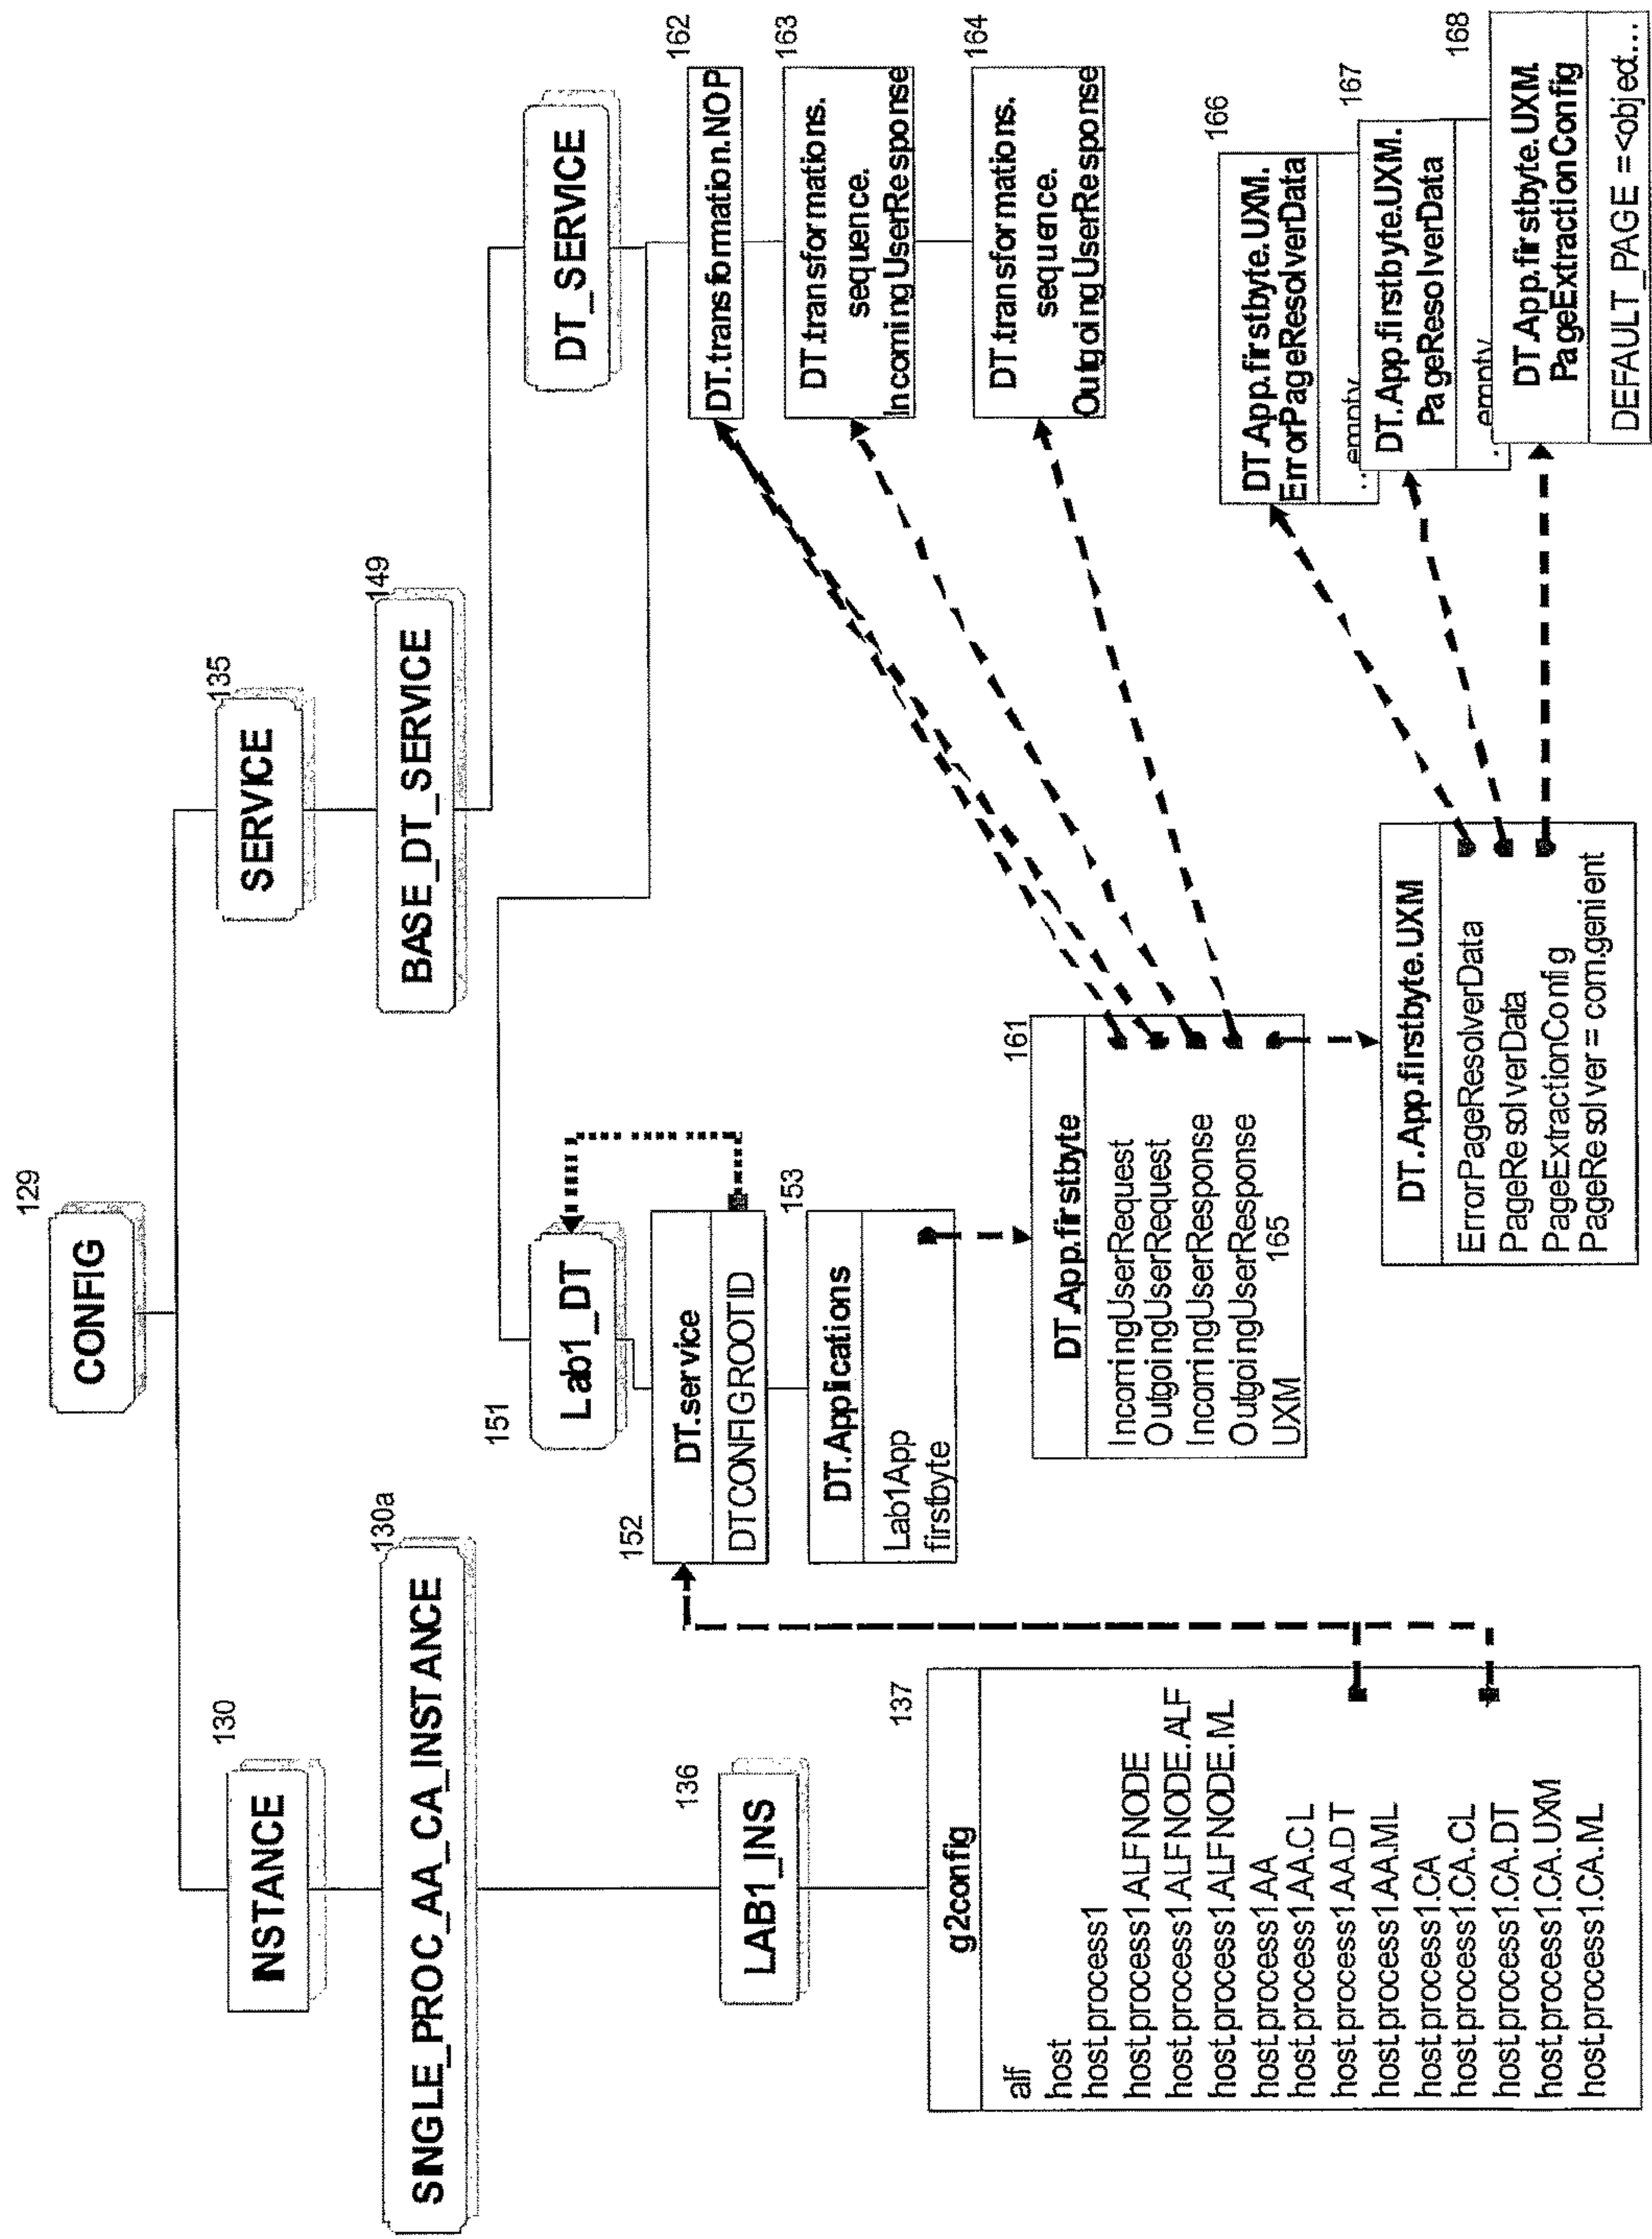 129
CONFIG
130
INSTANCE
135
SERVICE
130a
SINGLE_PROC_AA_CA_INSTANCE
149
BASE_DT_SERVICE
DT_SERVICE
136
LAB1_INS
137
g2config
alf
host
host.process1
host.process1.ALFNODE
host.process1.ALFNODE.ALF
host.process1.ALFNODE.ML
host.process1.AA
host.process1.AA.CL
host.process1.AA.DT
host.process1.AA.ML
host.process1.CA
host.process1.CA.CL
host.process1.CA.DT
host.process1.CA.UXM
host.process1.CA.ML
151
Lab1_DT
152
DT.service
DTCONFIGROOTID
153
DT.Applications
Lab1App
firstbyte
161
DT.App.firstbyte
IncomingUserRequest
OutgoingUserRequest
IncomingUserResponse
OutgoingUserResponse
UXM 165
DT.App.firstbyte.UXM
ErrorPageResolverData
PageResolverData
PageExtractionConfig
PageResolver = com.genient
162
DT.transformation.NOP
163
DT.transformations.
sequence.
IncomingUserResponse
164
DT.transformations.
sequence.
OutgoingUserResponse
166
DT.App.firstbyte.UXM.
ErrorPageResolverData
...empty
167
DT.App.firstbyte.UXM.
PageResolverData
empty
168
DT.App.firstbyte.UXM.
PageExtractionConfig
DEFAULT_PAGE =<object...